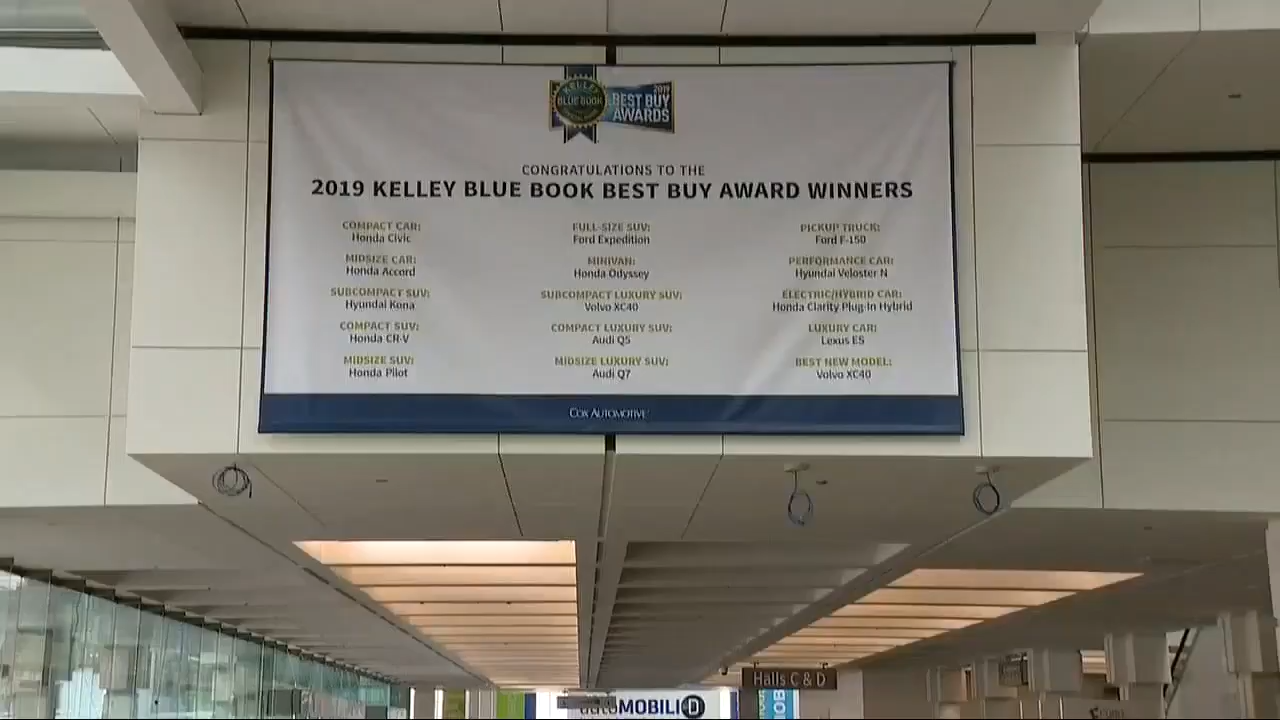 KELLEY
BLUE BOOK
2019
BEST BUY
AWARDS
CONGRATULATIONS TO THE
2019 KELLEY BLUE BOOK BEST BUY AWARD WINNERS
COMPACT CAR:
Honda Civic
MIDSIZE CAR:
Honda Accord
SUBCOMPACT SUV:
Hyundai Kona
COMPACT SUV:
Honda CR-V
MIDSIZE SUV:
Honda Pilot
FULL-SIZE SUV:
Ford Expedition
MINIVAN:
Honda Odyssey
SUBCOMPACT LUXURY SUV:
Volvo XC40
COMPACT LUXURY SUV:
Audi Q5
MIDSIZE LUXURY SUV:
Audi Q7
PICKUP TRUCK:
Ford F-150
PERFORMANCE CAR:
Hyundai Veloster N
ELECTRIC/HYBRID CAR:
Honda Clarity Plug-In Hybrid
LUXURY CAR:
Lexus ES
BEST NEW MODEL:
Volvo XC40
COX AUTOMOTIVE
Halls C & D
autoMOBILI D